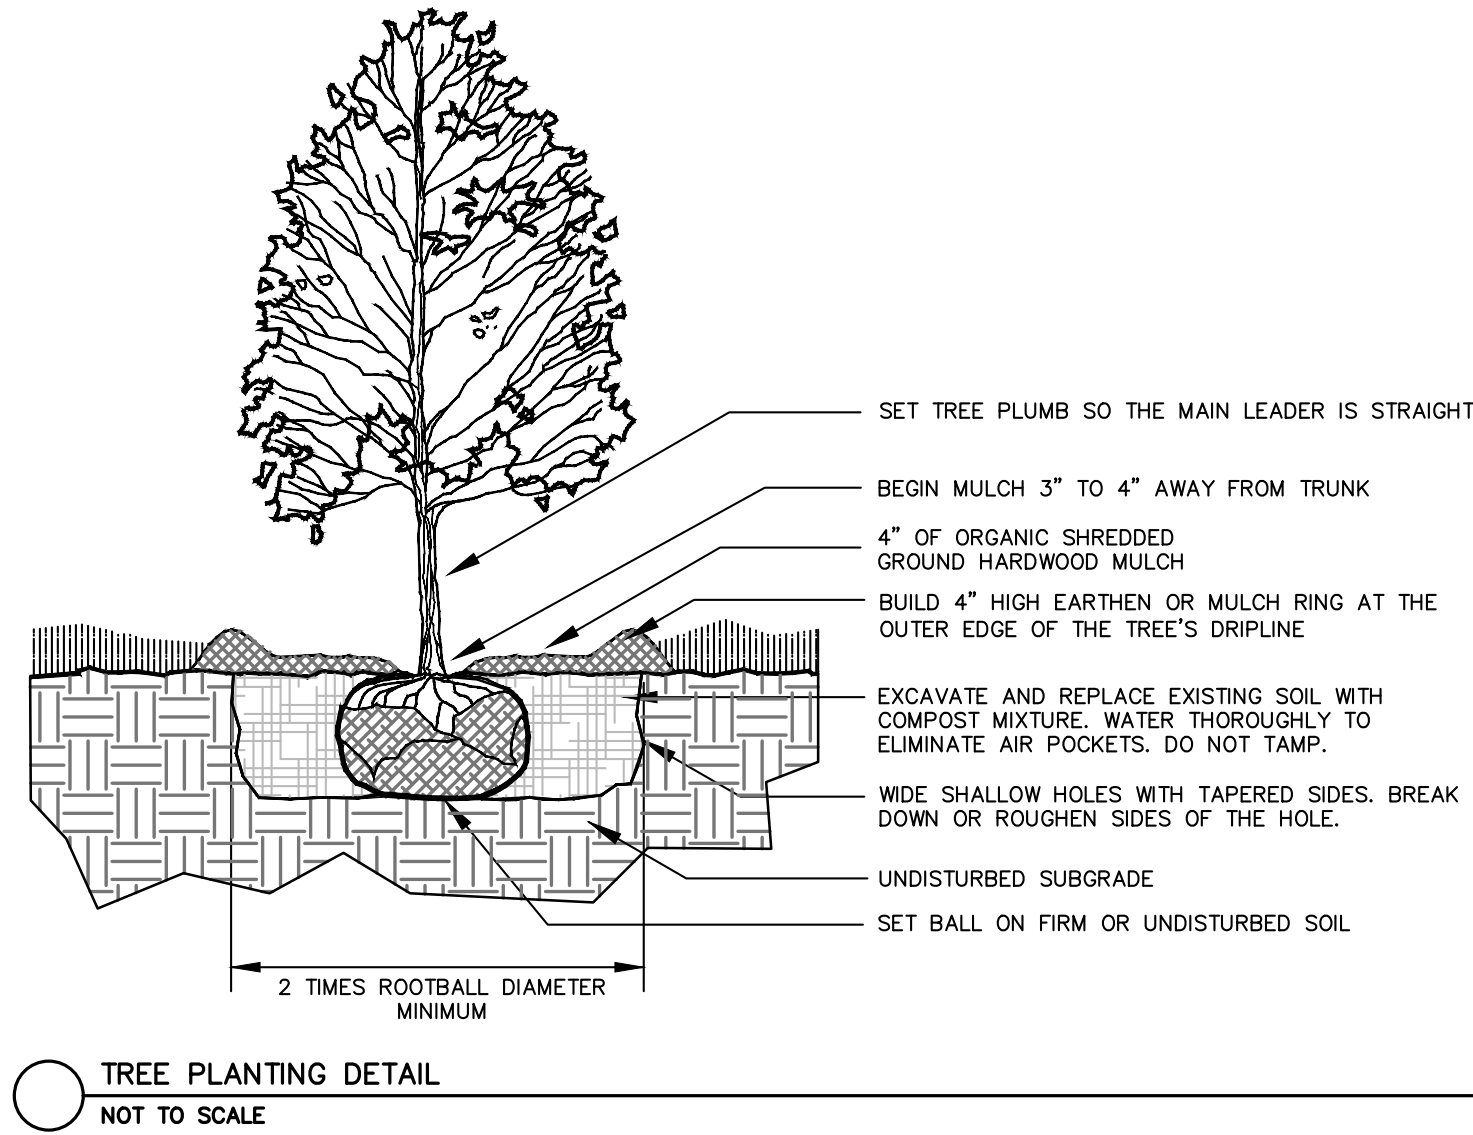 SET TREE PLUMB SO THE MAIN LEADER IS STRAIGHT
BEGIN MULCH 3” TO 4” AWAY FROM TRUNK
4” OF ORGANIC SHREDDED
GROUND HARDWOOD MULCH
BUILD 4” HIGH EARTHEN OR MULCH RING AT THE
OUTER EDGE OF THE TREE’S DRIPLINE
EXCAVATE AND REPLACE EXISTING SOIL WITH
COMPOST MIXTURE. WATER THOROUGHLY TO
ELIMINATE AIR POCKETS. DO NOT TAMP.
WIDE SHALLOW HOLES WITH TAPERED SIDES. BREAK
DOWN OR ROUGHEN SIDES OF THE HOLE.
UNDISTURBED SUBGRADE
SET BALL ON FIRM OR UNDISTURBED SOIL
2 TIMES ROOTBALL DIAMETER
MINIMUM
TREE PLANTING DETAIL
NOT TO SCALE